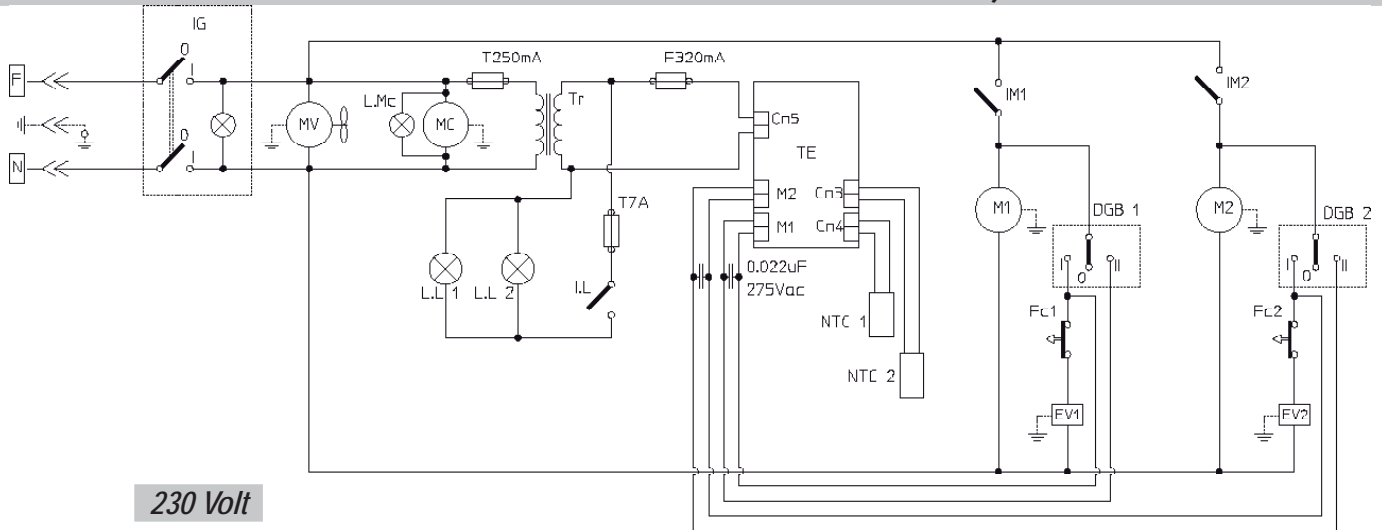 IG
0
I
F
N
0
I
MV
L.Mc
MC
T250mA
Tr
F320mA
Cn5
TE
M2
Cn3
M1
Cn4
T7A
I.L
L.L 1
L.L 2
0.022uF
275Vac
NTC 1
NTC 2
IM1
IM2
M1
M2
DGB 1
DGB 2
I
0
II
I
0
II
Fc1
Fc2
EV1
EV2
230 Volt